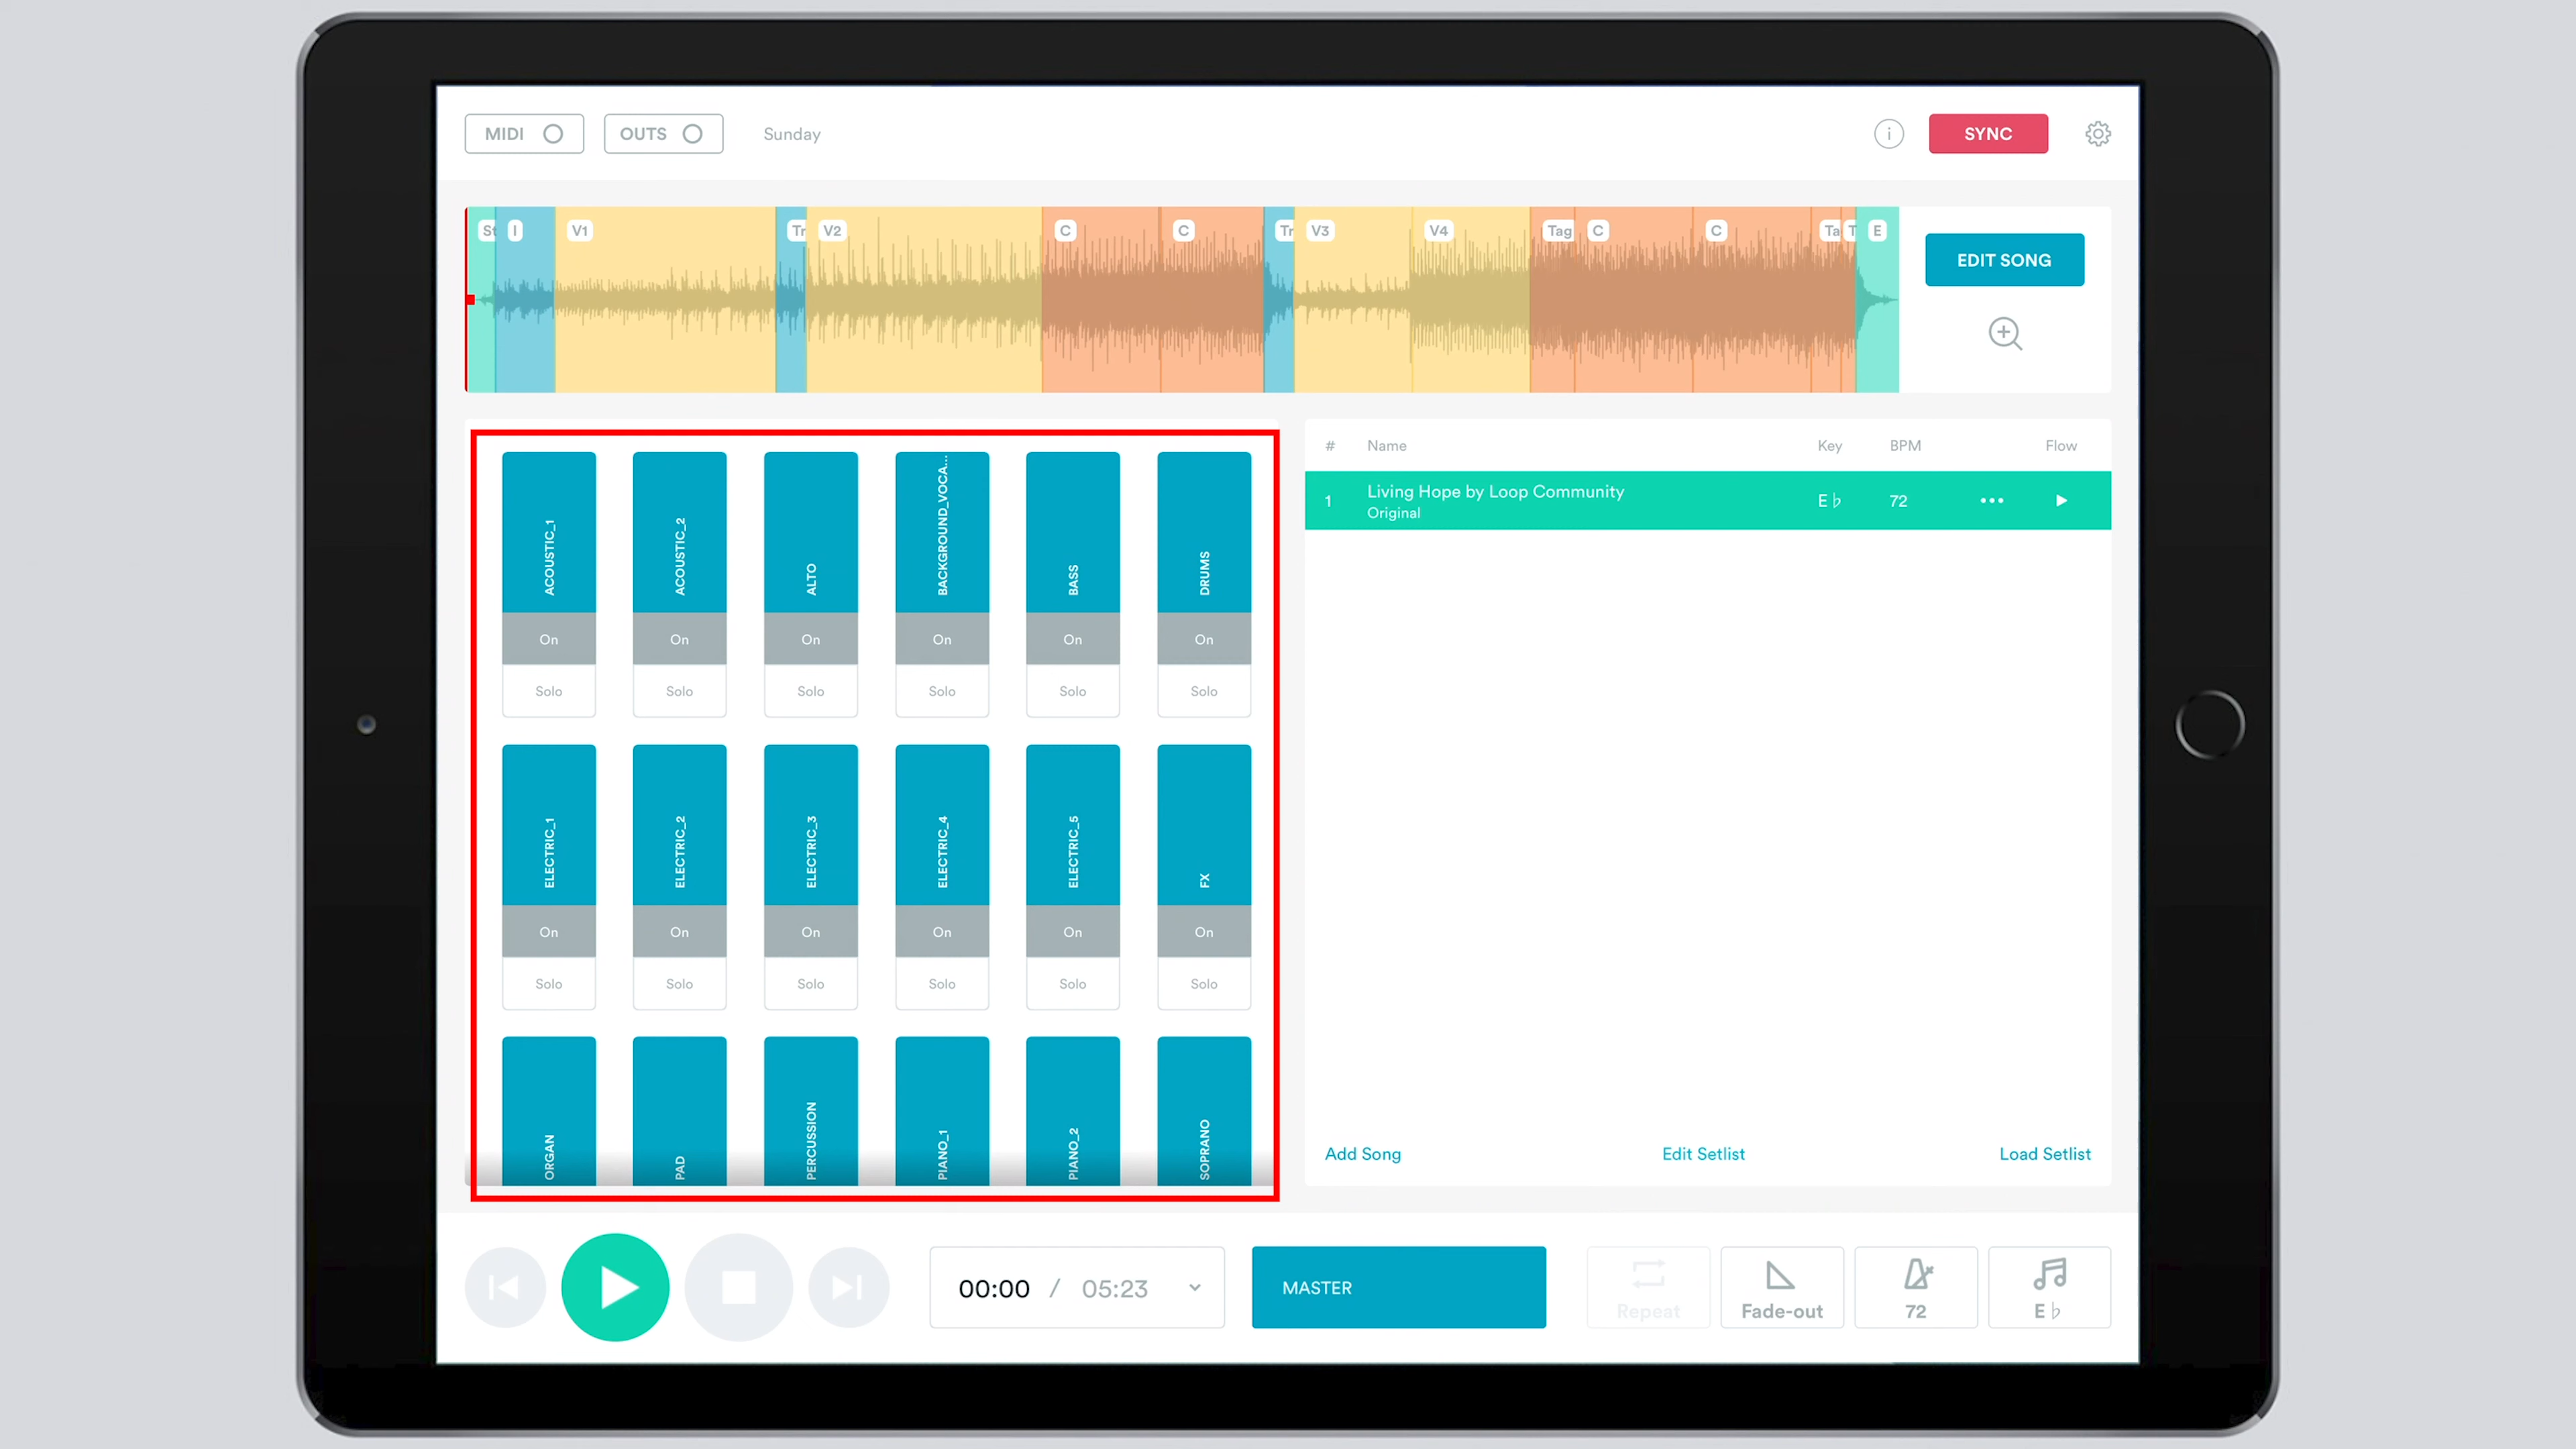 MIDI
OUTS
Sunday
i
SYNC
St
I
V1
Tr
V2
C
C
Tr
V3
V4
Tag
C
C
Ta
T
E
EDIT SONG
ACOUSTIC_1
ACOUSTIC_2
ALTO
BACKGROUND_VOCA...
BASS
DRUMS
On
On
On
On
On
On
Solo
Solo
Solo
Solo
Solo
Solo
ELECTRIC_1
ELECTRIC_2
ELECTRIC_3
ELECTRIC_4
ELECTRIC_5
FX
On
On
On
On
On
On
Solo
Solo
Solo
Solo
Solo
Solo
ORGAN
PAD
PERCUSSION
PIANO_1
PIANO_2
SOPRANO
# Name Key BPM Flow
1 Living Hope by Loop Community E♭ 72
Original
Add Song
Edit Setlist
Load Setlist
00:00 / 05:23
MASTER
Repeat
Fade-out
72
E♭